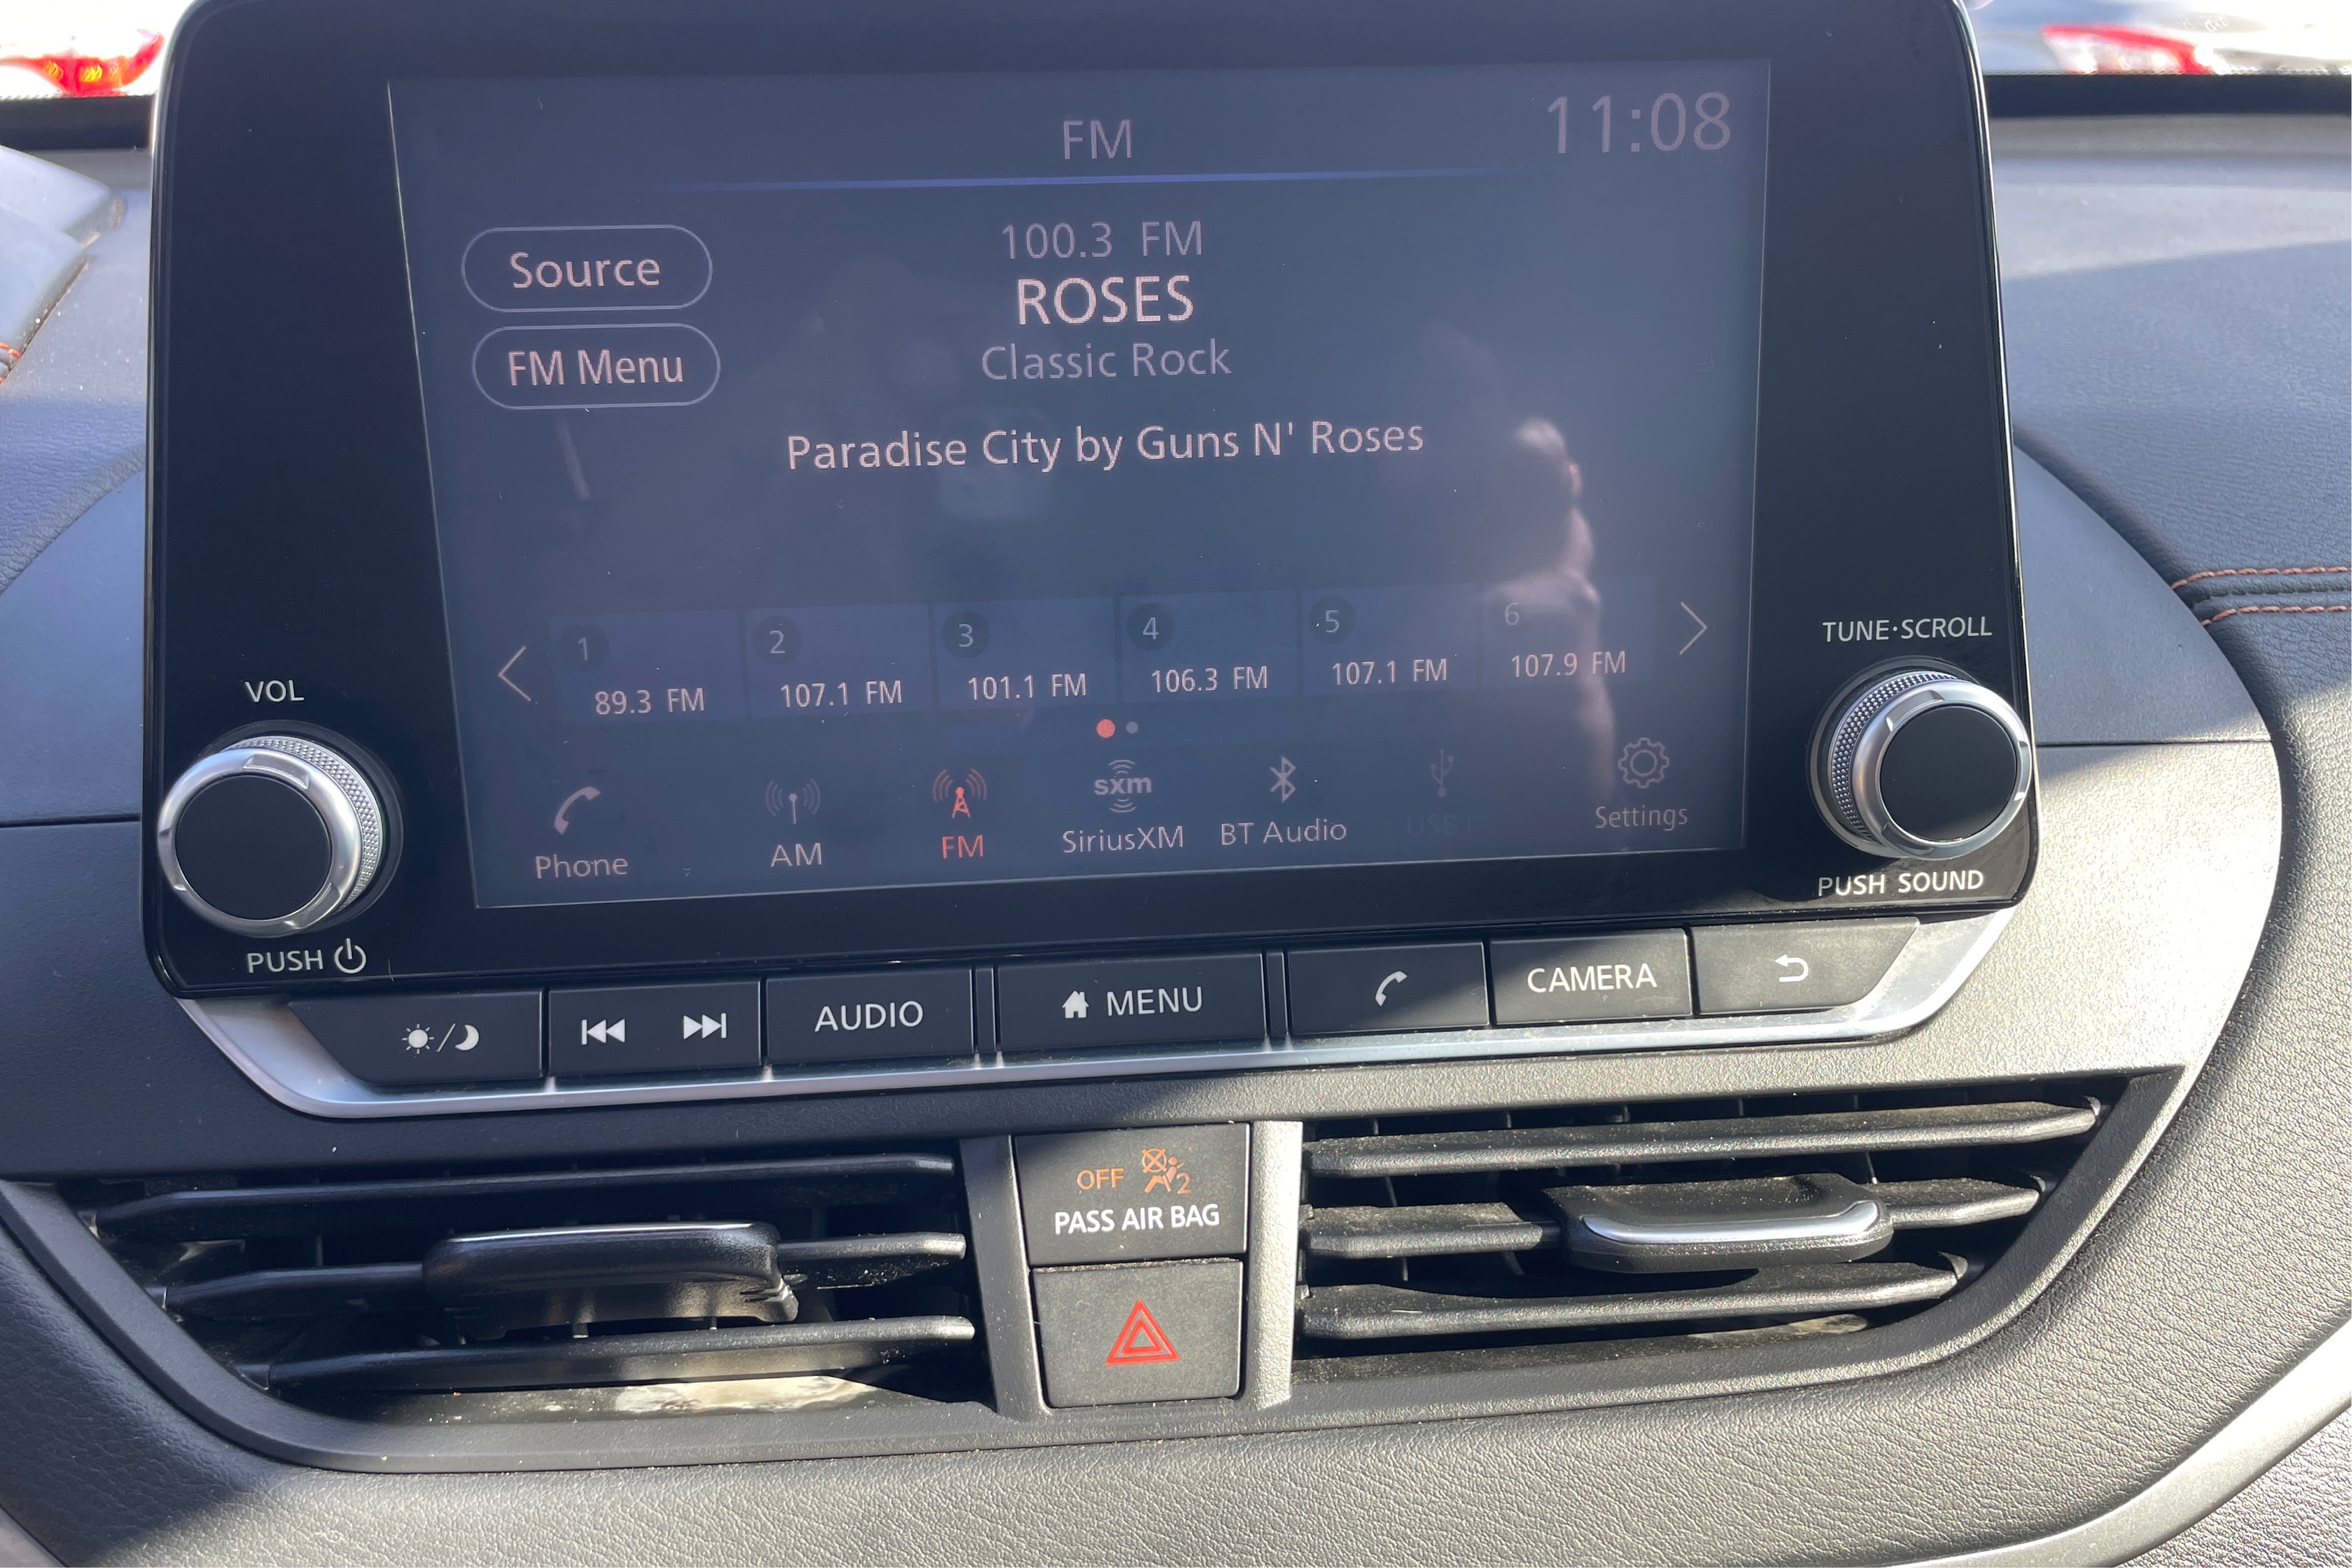 FM
11:08
Source
100.3 FM
ROSES
FM Menu
Classic Rock
Paradise City by Guns N' Roses
1
2
3
4
5
6
89.3 FM
107.1 FM
101.1 FM
106.3 FM
107.1 FM
107.9 FM
Phone
AM
FM
sxm
SiriusXM
BT Audio
USB1
Settings
VOL
PUSH
TUNE·SCROLL
PUSH SOUND
AUDIO
MENU
CAMERA
OFF 2
PASS AIR BAG